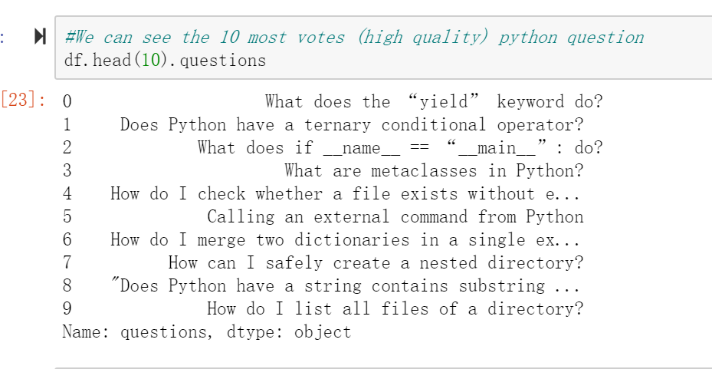 #We can see the 10 most votes (high quality) python question
df.head(10).questions
[23]: 0 What does the “yield” keyword do?
1 Does Python have a ternary conditional operator?
2 What does if __name__ == “__main__”: do?
3 What are metaclasses in Python?
4 How do I check whether a file exists without e...
5 Calling an external command from Python
6 How do I merge two dictionaries in a single ex...
7 How can I safely create a nested directory?
8 "Does Python have a string contains substring ...
9 How do I list all files of a directory?
Name: questions, dtype: object